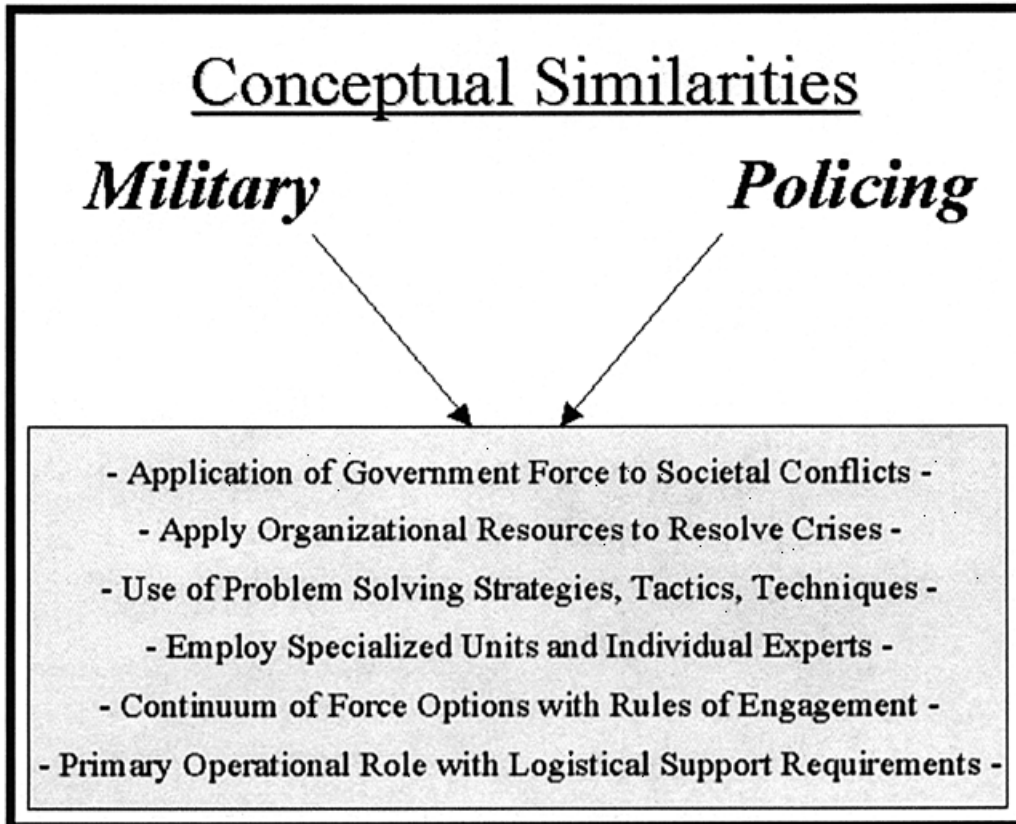 Conceptual Similarities
Military
Policing
- Application of Government Force to Societal Conflicts -
- Apply Organizational Resources to Resolve Crises -
- Use of Problem Solving Strategies, Tactics, Techniques -
- Employ Specialized Units and Individual Experts -
- Continuum of Force Options with Rules of Engagement -
- Primary Operational Role with Logistical Support Requirements -